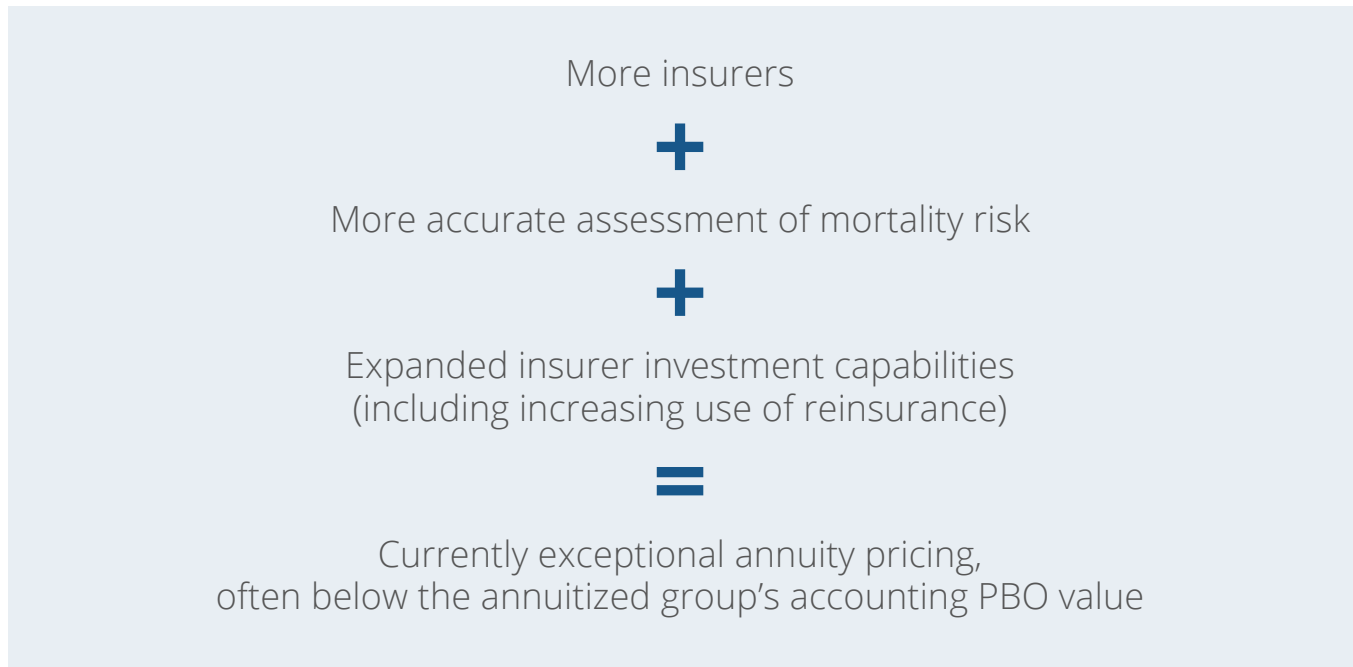 More insurers
+
More accurate assessment of mortality risk
+
Expanded insurer investment capabilities
(including increasing use of reinsurance)
=
Currently exceptional annuity pricing,
often below the annuitized group’s accounting PBO value